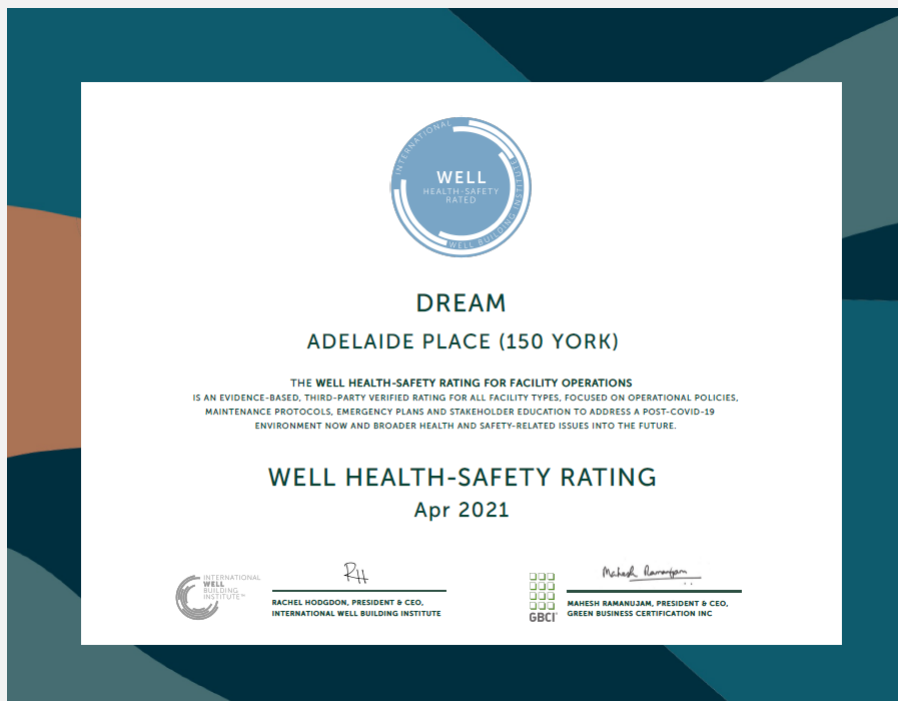 INTERNATIONAL
WELL BUILDING INSTITUTE
WELL
HEALTH-SAFETY
RATED
DREAM
ADELAIDE PLACE (150 YORK)
THE WELL HEALTH-SAFETY RATING FOR FACILITY OPERATIONS
IS AN EVIDENCE-BASED, THIRD-PARTY VERIFIED RATING FOR ALL FACILITY TYPES, FOCUSED ON OPERATIONAL POLICIES,
MAINTENANCE PROTOCOLS, EMERGENCY PLANS AND STAKEHOLDER EDUCATION TO ADDRESS A POST-COVID-19
ENVIRONMENT NOW AND BROADER HEALTH AND SAFETY-RELATED ISSUES INTO THE FUTURE.
WELL HEALTH-SAFETY RATING
Apr 2021
INTERNATIONAL
WELL
BUILDING
INSTITUTE™
RH
RACHEL HODGDON, PRESIDENT & CEO,
INTERNATIONAL WELL BUILDING INSTITUTE
GBCI®
Mahesh Ramanujam
MAHESH RAMANUJAM, PRESIDENT & CEO,
GREEN BUSINESS CERTIFICATION INC